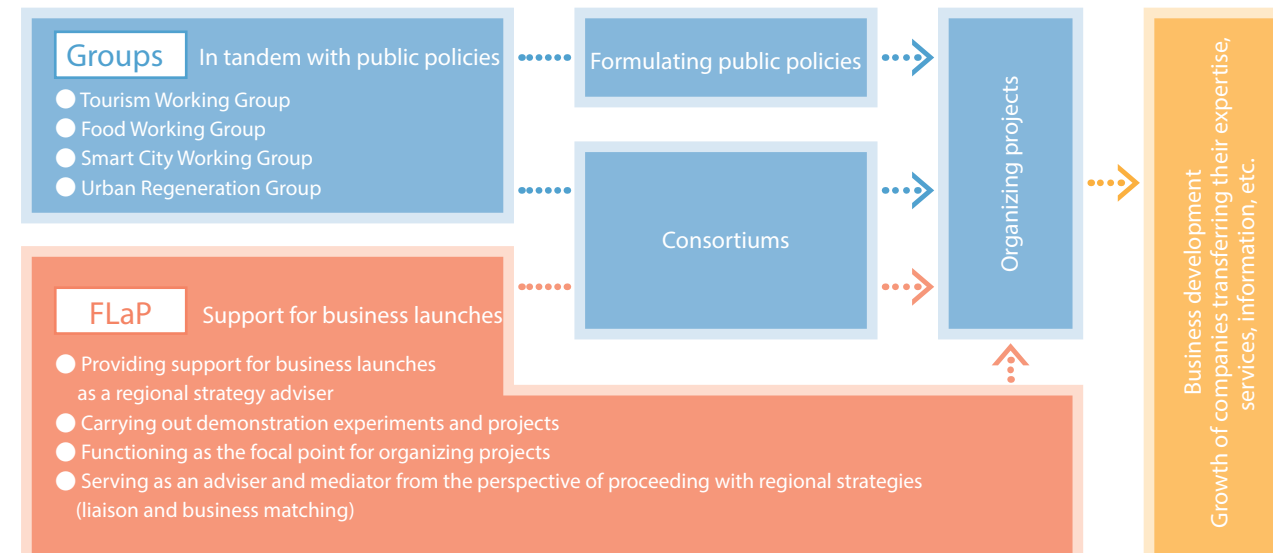 Groups
In tandem with public policies
Tourism Working Group
Food Working Group
Smart City Working Group
Urban Regeneration Group
Formulating public policies
Consortiums
Organizing projects
Business development
Growth of companies transferring their expertise,
services, information, etc.
FLaP
Support for business launches
Providing support for business launches
as a regional strategy adviser
Carrying out demonstration experiments and projects
Functioning as the focal point for organizing projects
Serving as an adviser and mediator from the perspective of proceeding with regional strategies
(liaison and business matching)